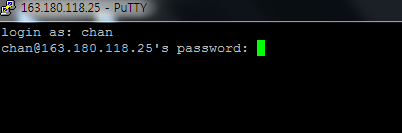 163.180.118.25 - PuTTY
login as: chan
chan@163.180.118.25's password: